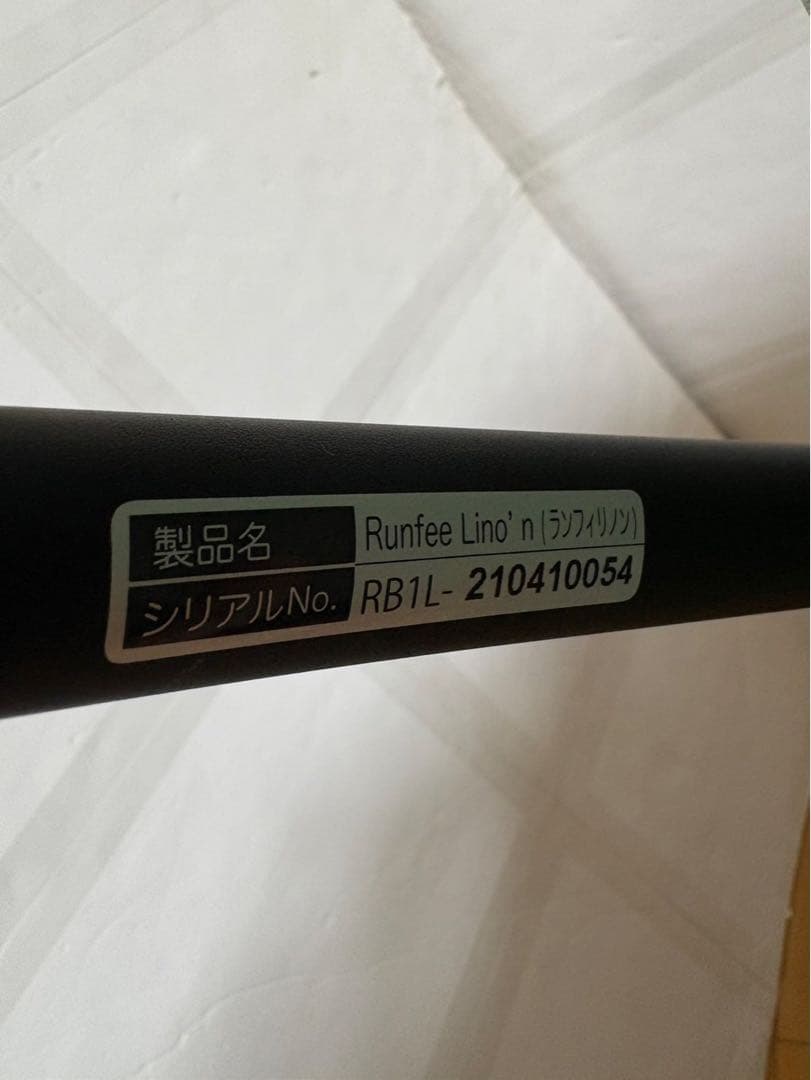 製品名 Runfee Lino'n (ランフィリノン)
シリアルNo. RB1L- 210410054